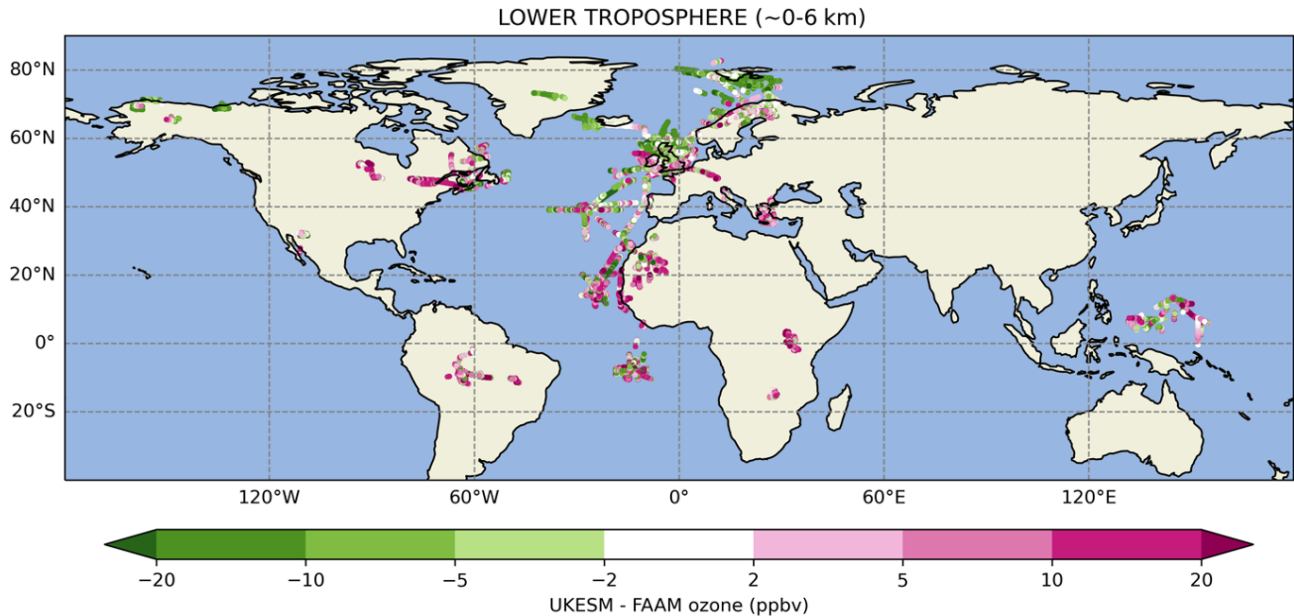 LOWER TROPOSPHERE (~0-6 km)
80°N
60°N
40°N
20°N
0°
20°S
120°W 60°W 0° 60°E 120°E
−20 −10 −5 −2 2 5 10 20
UKESM - FAAM ozone (ppbv)